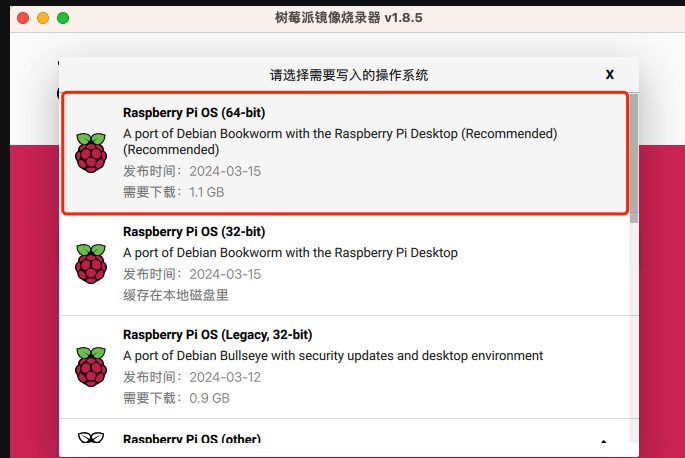 树莓派镜像烧录器 v1.8.5
请选择需要写入的操作系统 X
Raspberry Pi OS (64-bit)
A port of Debian Bookworm with the Raspberry Pi Desktop (Recommended)
(Recommended)
发布时间：2024-03-15
需要下载：1.1 GB
Raspberry Pi OS (32-bit)
A port of Debian Bookworm with the Raspberry Pi Desktop
发布时间：2024-03-15
缓存在本地磁盘里
Raspberry Pi OS (Legacy, 32-bit)
A port of Debian Bullseye with security updates and desktop environment
发布时间：2024-03-12
需要下载：0.9 GB
Raspberry Pi OS (other)